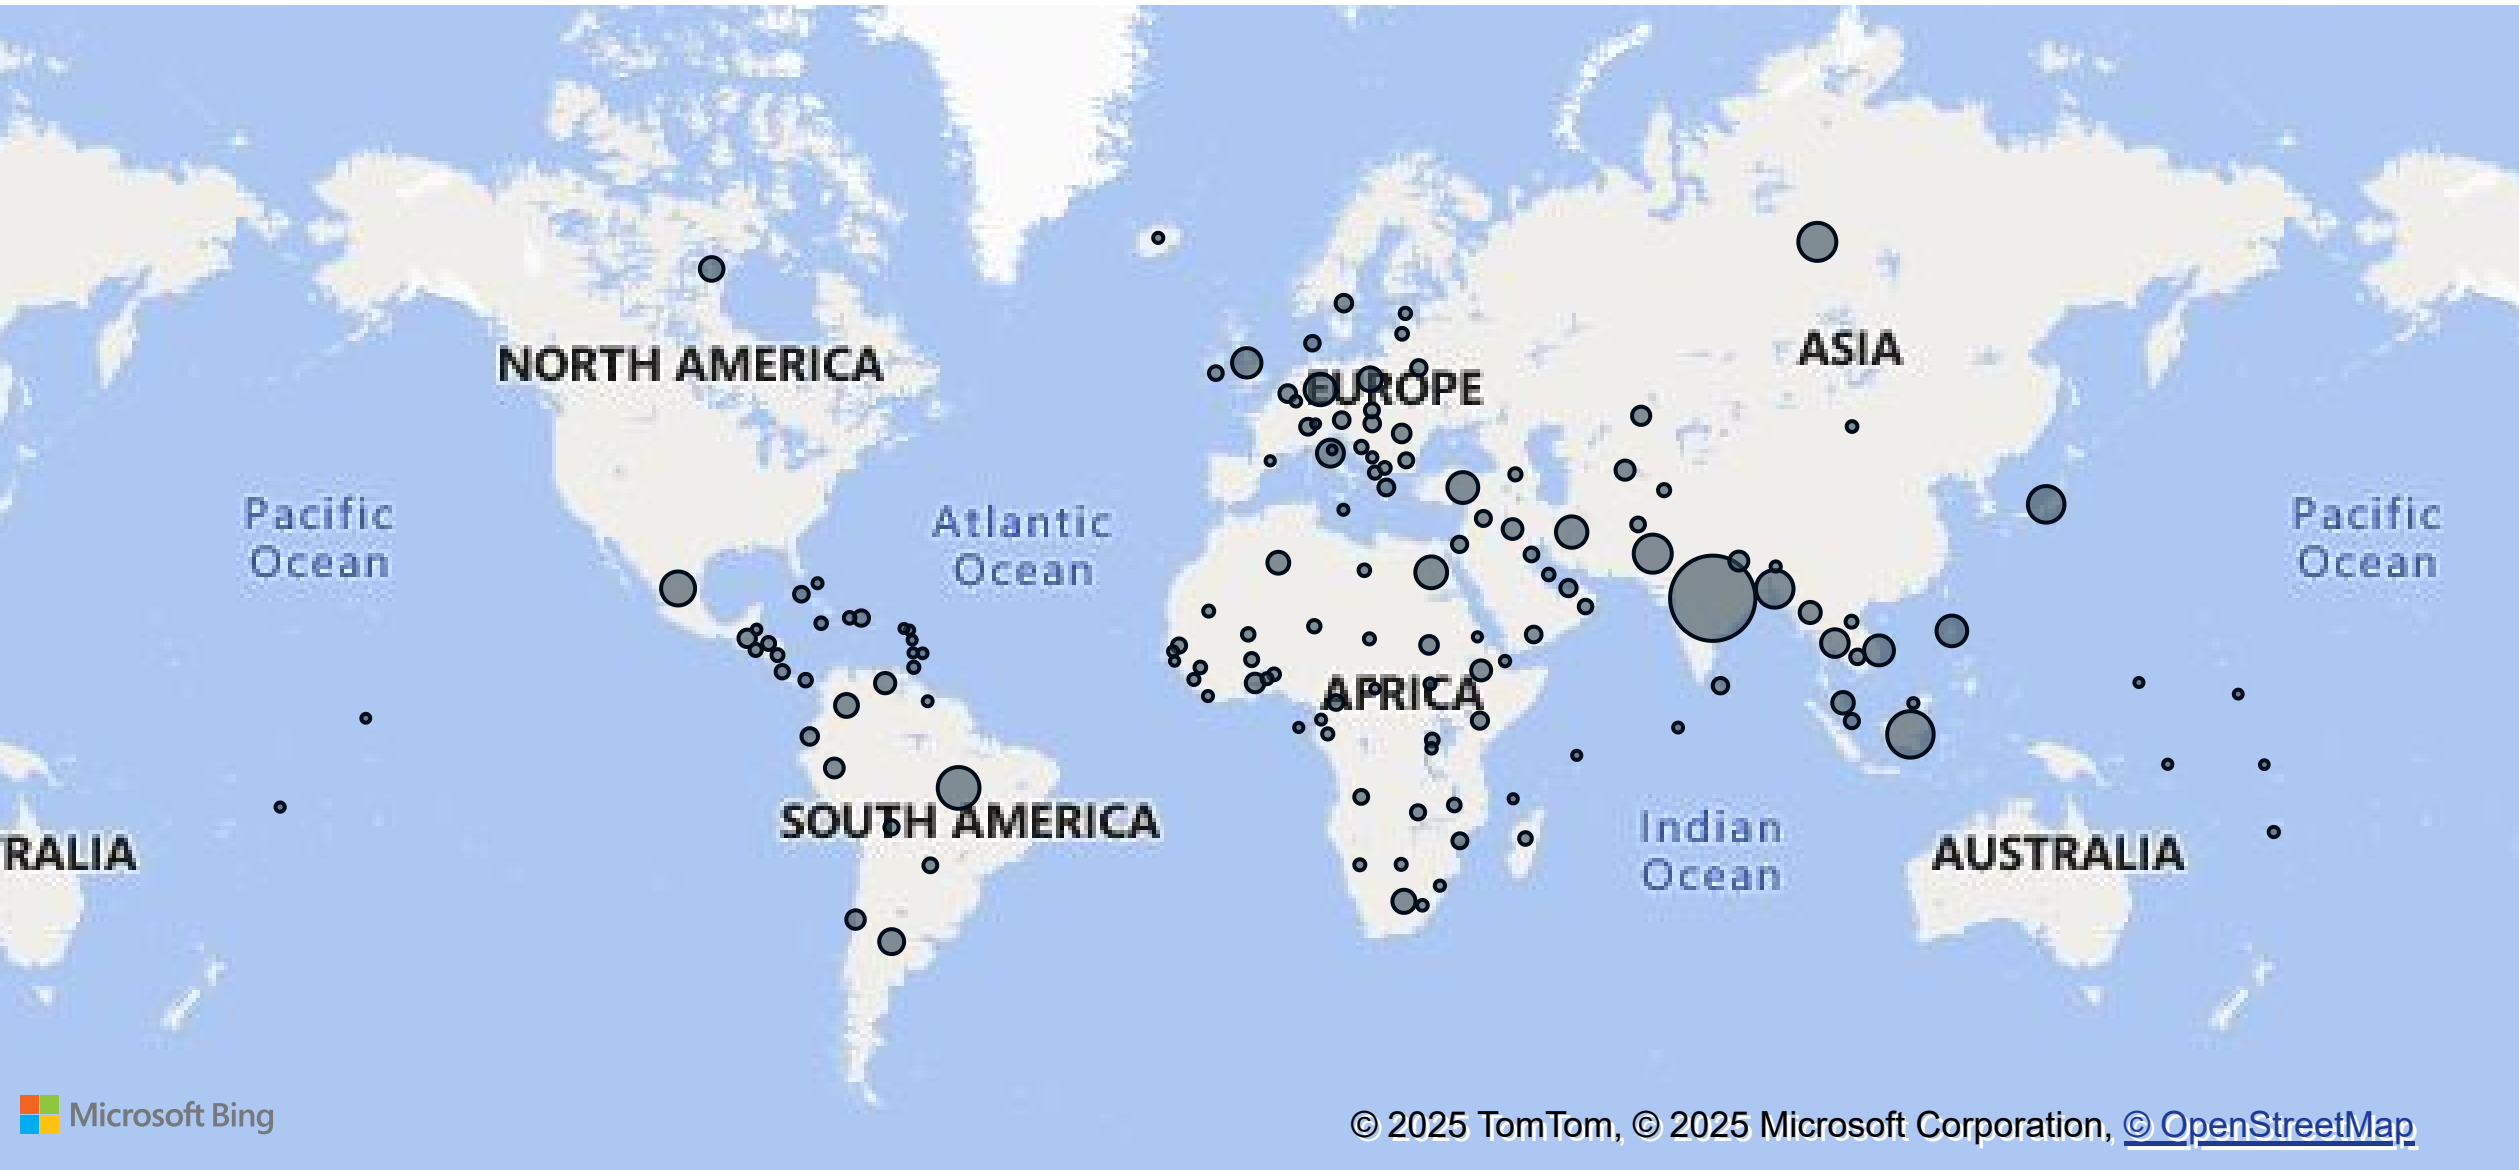 NORTH AMERICA
ASIA
EUROPE
Pacific
Ocean
Atlantic
Ocean
Pacific
Ocean
AFRICA
SOUTH AMERICA
Indian
Ocean
RALIA
AUSTRALIA
Microsoft Bing
© 2025 TomTom, © 2025 Microsoft Corporation, © OpenStreetMap